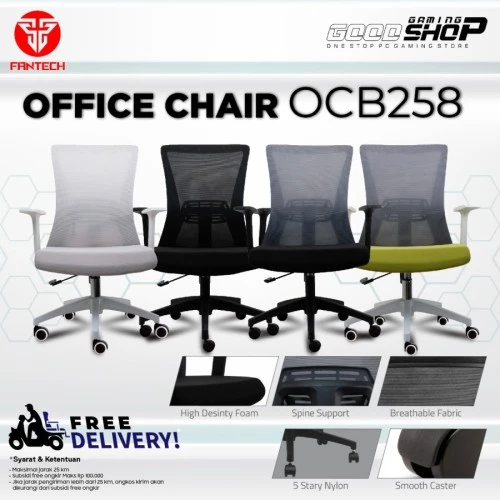 FANTECH
GAMING
GOOD SHOP
ONE STOP PC GAMING STORE
OFFICE CHAIR OCB258
High Desinty Foam
Spine Support
Breathable Fabric
FREE
DELIVERY!
*Syarat & Ketentuan
- Maksimal jarak 25 km
- Subsidi free ongkir Maks Rp 100.000
- Jika jarak pengiriman lebih dari 25 km, ongkos kirim akan
dikurangi dari subsidi free ongkir
5 Stary Nylon
Smooth Caster